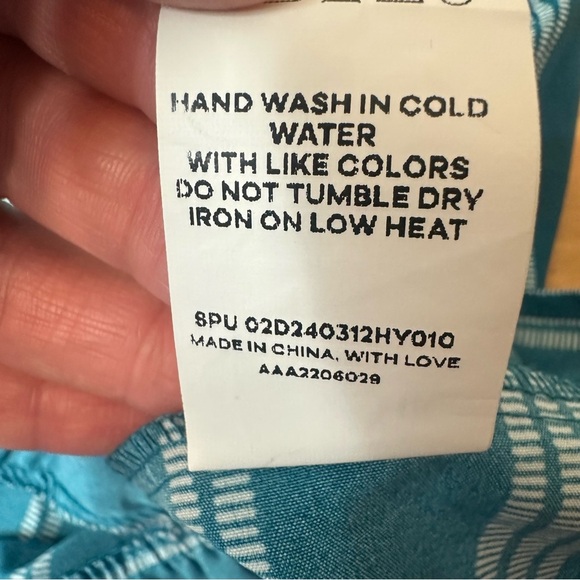 HAND WASH IN COLD
WATER
WITH LIKE COLORS
DO NOT TUMBLE DRY
IRON ON LOW HEAT
SPU 02D240312HY010
MADE IN CHINA, WITH LOVE
AAA2206029